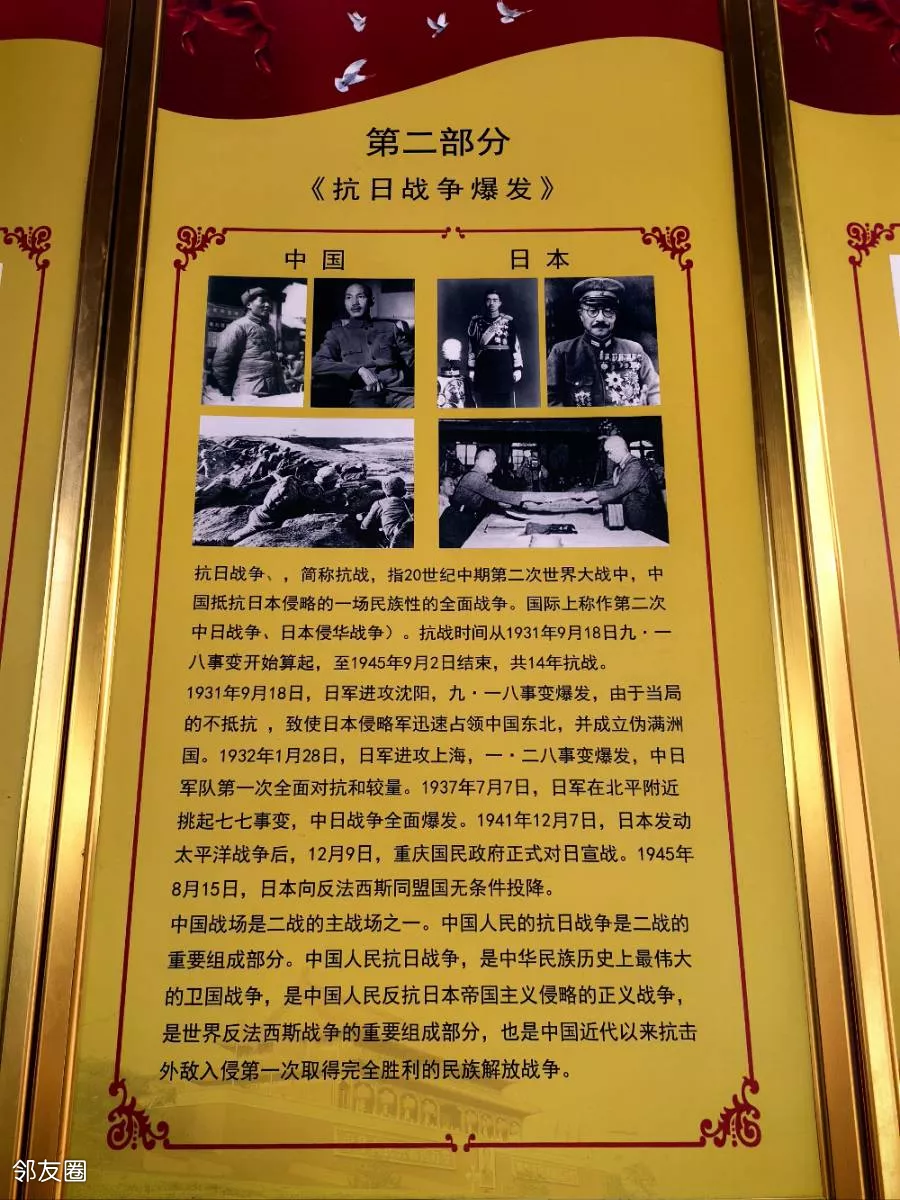 第二部分
《抗日战争爆发》
中国 日本
抗日战争、，简称抗战，指20世纪中期第二次世界大战中，中
国抵抗日本侵略的一场民族性的全面战争。国际上称作第二次
中日战争、日本侵华战争）。抗战时间从1931年9月18日九·一
八事变开始算起，至1945年9月2日结束，共14年抗战。
1931年9月18日，日军进攻沈阳，九·一八事变爆发，由于当局
的不抵抗 ，致使日本侵略军迅速占领中国东北，并成立伪满洲
国。1932年1月28日，日军进攻上海，一·二八事变爆发，中日
军队第一次全面对抗和较量。1937年7月7日，日军在北平附近
挑起七七事变，中日战争全面爆发。1941年12月7日，日本发动
太平洋战争后，12月9日，重庆国民政府正式对日宣战。1945年
8月15日，日本向反法西斯同盟国无条件投降。
中国战场是二战的主战场之一。中国人民的抗日战争是二战的
重要组成部分。中国人民抗日战争，是中华民族历史上最伟大
的卫国战争，是中国人民反抗日本帝国主义侵略的正义战争，
是世界反法西斯战争的重要组成部分，也是中国近代以来抗击
外敌入侵第一次取得完全胜利的民族解放战争。
邻友圈